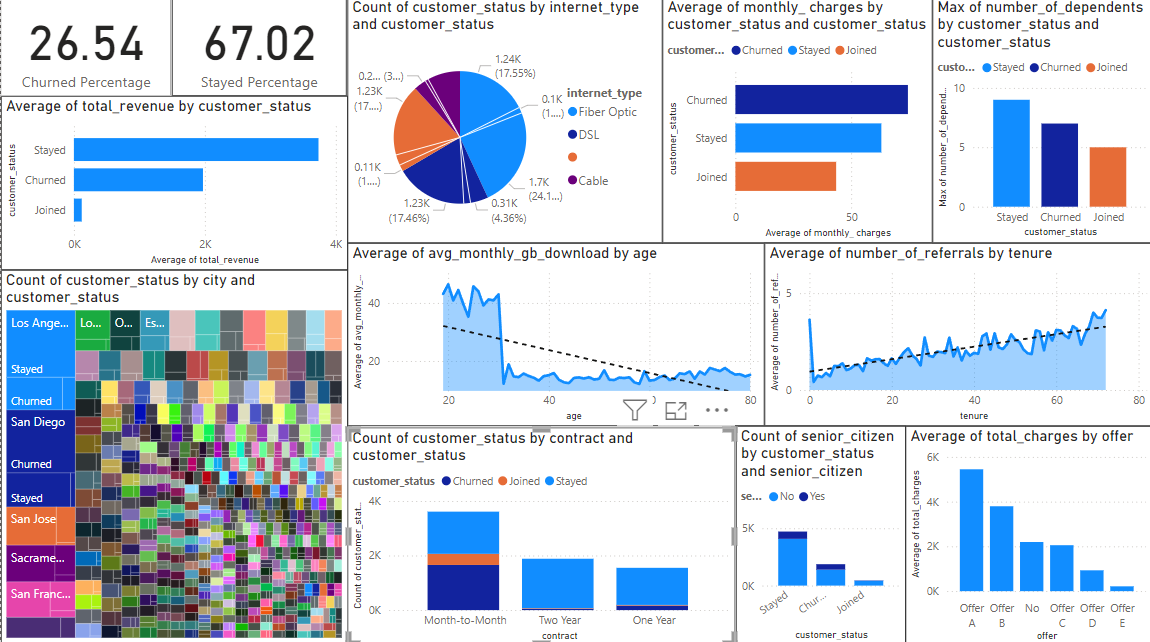 26.54
Churned Percentage
67.02
Stayed Percentage
Average of total_revenue by customer_status
customer_status
Stayed
Churned
Joined
0K
2K
4K
Average of total_revenue
Count of customer_status by internet_type
and customer_status
1.24K
(17.55%)
0.1K
(1....)
1.7K
(24.1...)
0.31K
(4.36%)
1.23K
(17.46%)
0.11K
(1....)
1.23K
(17....)
0.2... (3...)
internet_type
Fiber Optic
DSL
Cable
Average of monthly_ charges by
customer_status and customer_status
customer... Churned Stayed Joined
customer_status
Churned
Stayed
Joined
0
50
Average of monthly_ charges
Max of number_of_dependents
by customer_status and
customer_status
custo... Stayed Churned Joined
Max of number_of_depend...
10
5
0
Stayed
Churned
Joined
customer_status
Count of customer_status by city and
customer_status
Los Ange...
Stayed
Churned
San Diego
Churned
Stayed
San Jose
Sacrame...
San Franc...
Lo...
O...
Es...
Average of avg_monthly_gb_download by age
Average of avg_monthly_...
40
20
20
40
80
age
Average of number_of_referrals by tenure
Average of number_of_ref...
5
0
0
20
40
60
80
tenure
Count of customer_status by contract and
customer_status
customer_status Churned Joined Stayed
Count of customer_stat...
4K
2K
0K
Month-to-Month
Two Year
One Year
contract
Count of senior_citizen
by customer_status
and senior_citizen
se... No Yes
5K
0K
Stayed
Chur...
Joined
customer_status
Average of total_charges by offer
Average of total_charges
6K
4K
2K
0K
Offer A
Offer B
No
Offer C
Offer D
Offer E
offer